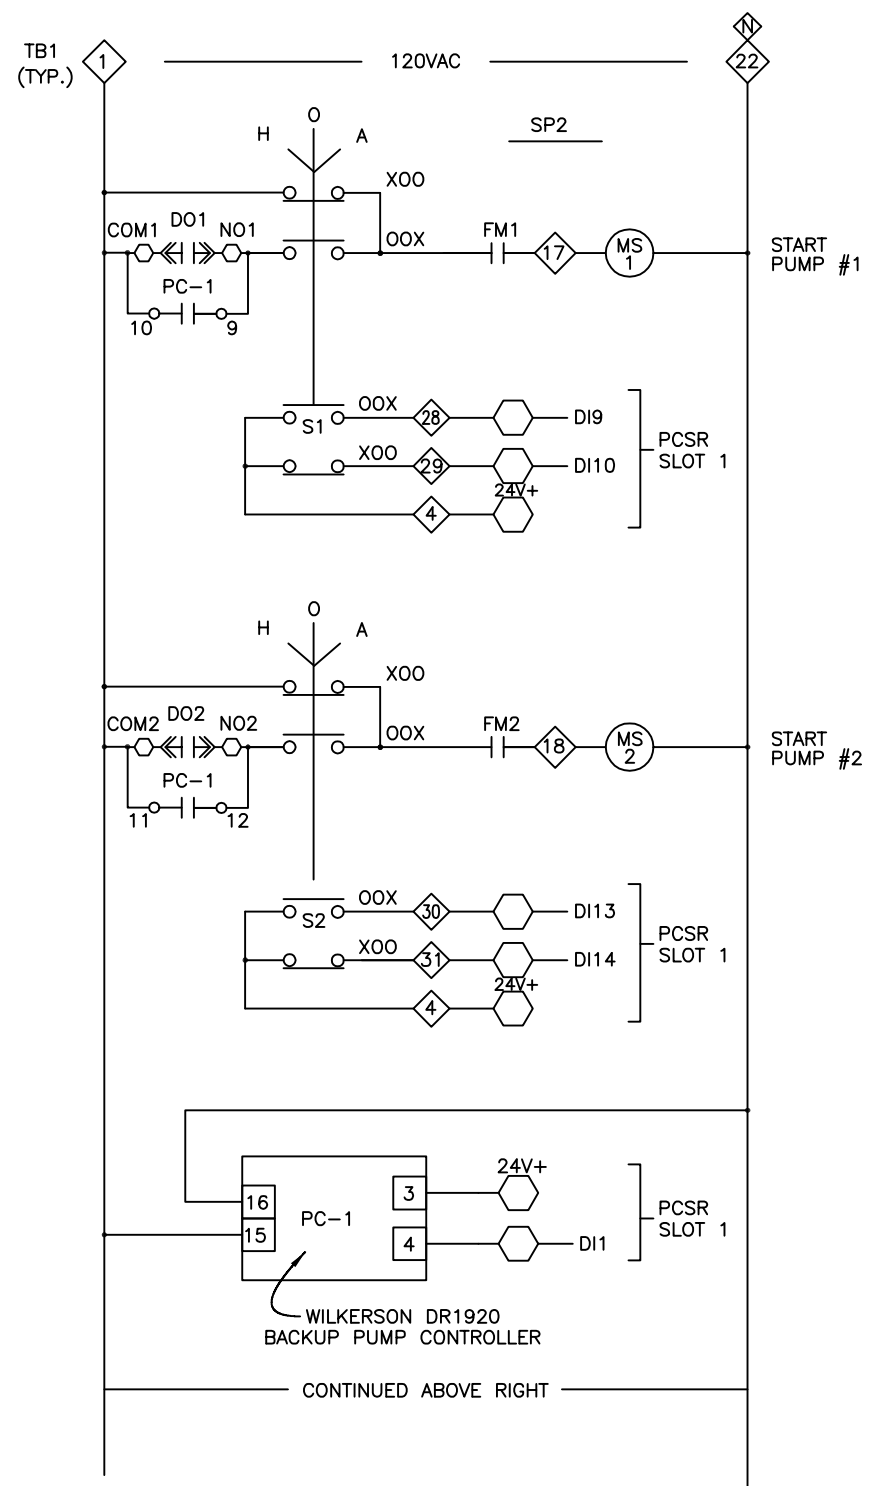 TB1
(TYP.)
1
120VAC
N
22
SP2
H
O
A
XOO
COM1
DO1
NO1
OOX
FM1
17
MS
1
START
PUMP #1
PC-1
10
9
S1
OOX
28
DI9
XOO
29
DI10
24V+
4
PCSR
SLOT 1
H
O
A
XOO
COM2
DO2
NO2
OOX
FM2
18
MS
2
START
PUMP #2
PC-1
11
12
S2
OOX
30
DI13
XOO
31
DI14
24V+
4
PCSR
SLOT 1
16
15
PC-1
3
24V+
4
DI1
PCSR
SLOT 1
WILKERSON DR1920
BACKUP PUMP CONTROLLER
CONTINUED ABOVE RIGHT